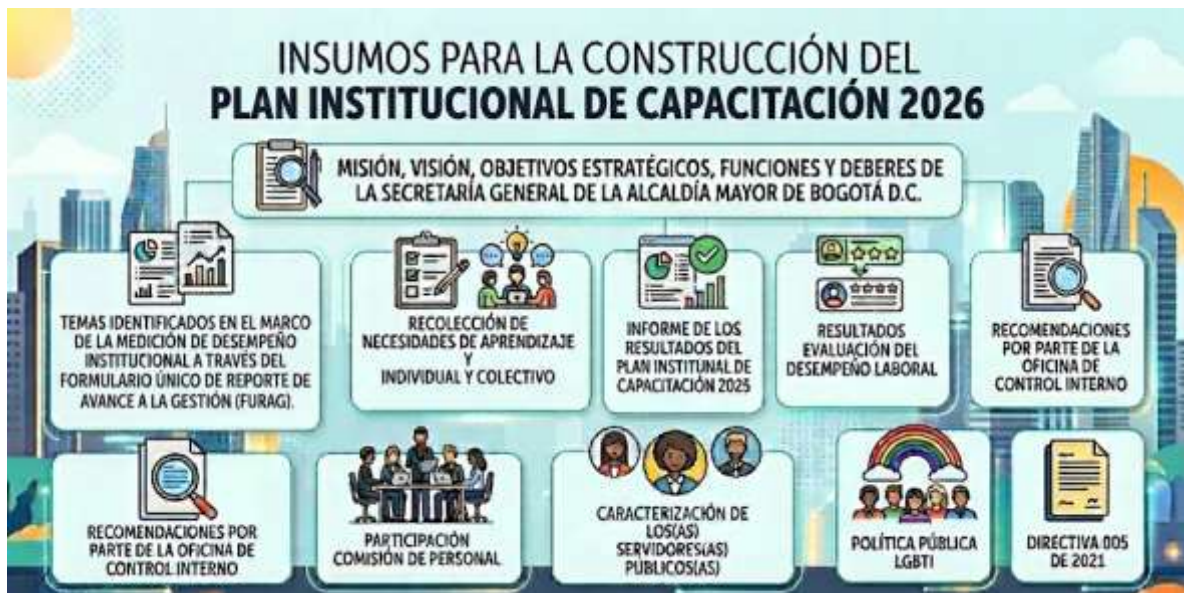 INSUMOS PARA LA CONSTRUCCIÓN DEL
PLAN INSTITUCIONAL DE CAPACITACIÓN 2026
MISIÓN, VISIÓN, OBJETIVOS ESTRATÉGICOS, FUNCIONES Y DEBERES DE
LA SECRETARÍA GENERAL DE LA ALCALDÍA MAYOR DE BOGOTÁ D.C.
TEMAS IDENTIFICADOS EN EL MARCO
DE LA MEDICIÓN DE DESEMPEÑO
INSTITUCIONAL A TRAVÉS DEL
FORMULARIO ÚNICO DE REPORTE DE
AVANCE A LA GESTIÓN (FURAG).
RECOLECCIÓN DE
NECESIDADES DE APRENDIZAJE
Y
INDIVIDUAL Y COLECTIVO
INFORME DE LOS
RESULTADOS DEL
PLAN INSTITUNAL DE
CAPACITACIÓN 2025
RESULTADOS
EVALUACIÓN DEL
DESEMPEÑO LABORAL
RECOMENDACIONES
POR PARTE DE LA
OFICINA DE
CONTROL INTERNO
RECOMENDACIONES POR
PARTE DE LA OFICINA DE
CONTROL INTERNO
PARTICIPACIÓN
COMISIÓN DE PERSONAL
CARACTERIZACIÓN DE
LOS(AS)
SERVIDORES(AS)
PÚBLICOS(AS)
POLÍTICA PÚBLICA
LGBTI
DIRECTIVA 005
DE 2021